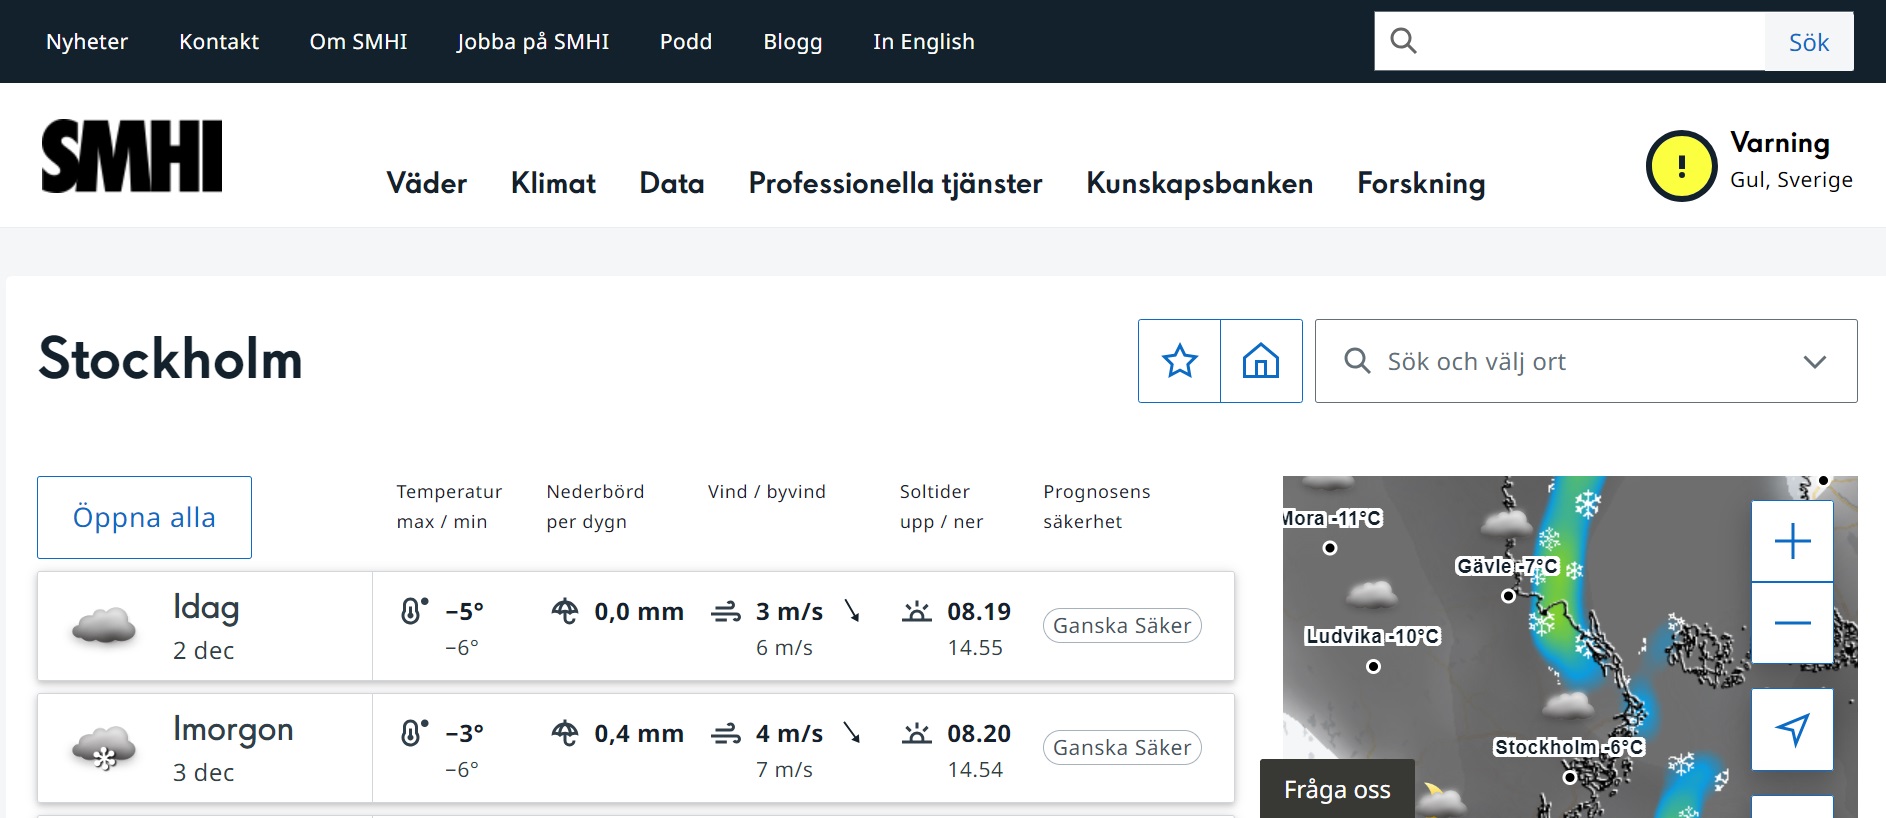 Nyheter Kontakt Om SMHI Jobba på SMHI Podd Blogg In English Sök
SMHI
Väder Klimat Data Professionella tjänster Kunskapsbanken Forskning
! Varning
Gul, Sverige
Stockholm
Sök och välj ort
Öppna alla
Temperatur max / min
Nederbörd per dygn
Vind / byvind
Soltider upp / ner
Prognosens säkerhet
Idag
2 dec
−5°
−6°
0,0 mm
3 m/s
6 m/s
08.19
14.55
Ganska Säker
Imorgon
3 dec
−3°
−6°
0,4 mm
4 m/s
7 m/s
08.20
14.54
Ganska Säker
Mora -11°C
Gävle -7°C
Ludvika -10°C
Stockholm -6°C
Fråga oss